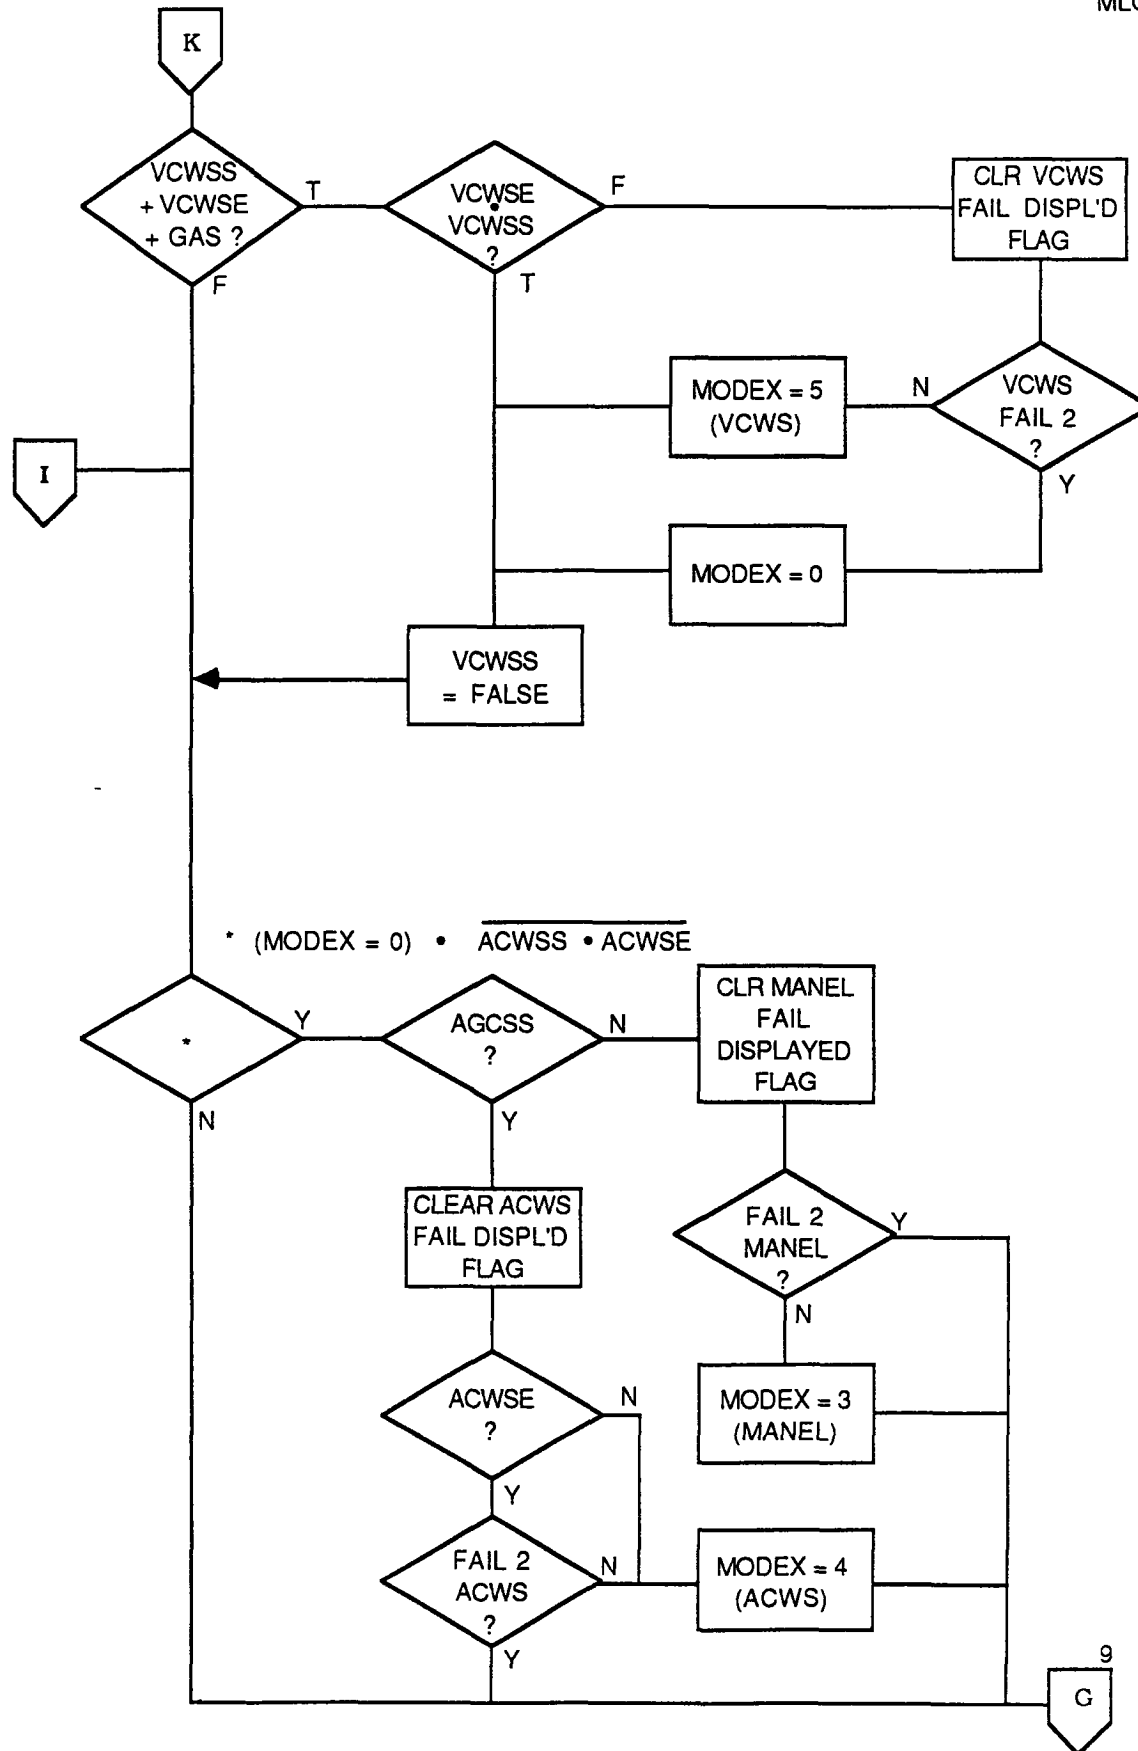 MLC
K
VCWSS
+ VCWSE
+ GAS ?
T
F
VCWSE
•
VCWSS
?
F
T
CLR VCWS
FAIL DISPL'D
FLAG
VCWS
FAIL 2
?
N
Y
MODEX = 5
(VCWS)
I
MODEX = 0
VCWSS
= FALSE
* (MODEX = 0) • ACWSS • ACWSE
*
Y
N
AGCSS
?
N
Y
CLR MANEL
FAIL
DISPLAYED
FLAG
CLEAR ACWS
FAIL DISPL'D
FLAG
FAIL 2
MANEL
?
Y
N
ACWSE
?
N
Y
MODEX = 3
(MANEL)
FAIL 2
ACWS
?
N
Y
MODEX = 4
(ACWS)
9
G